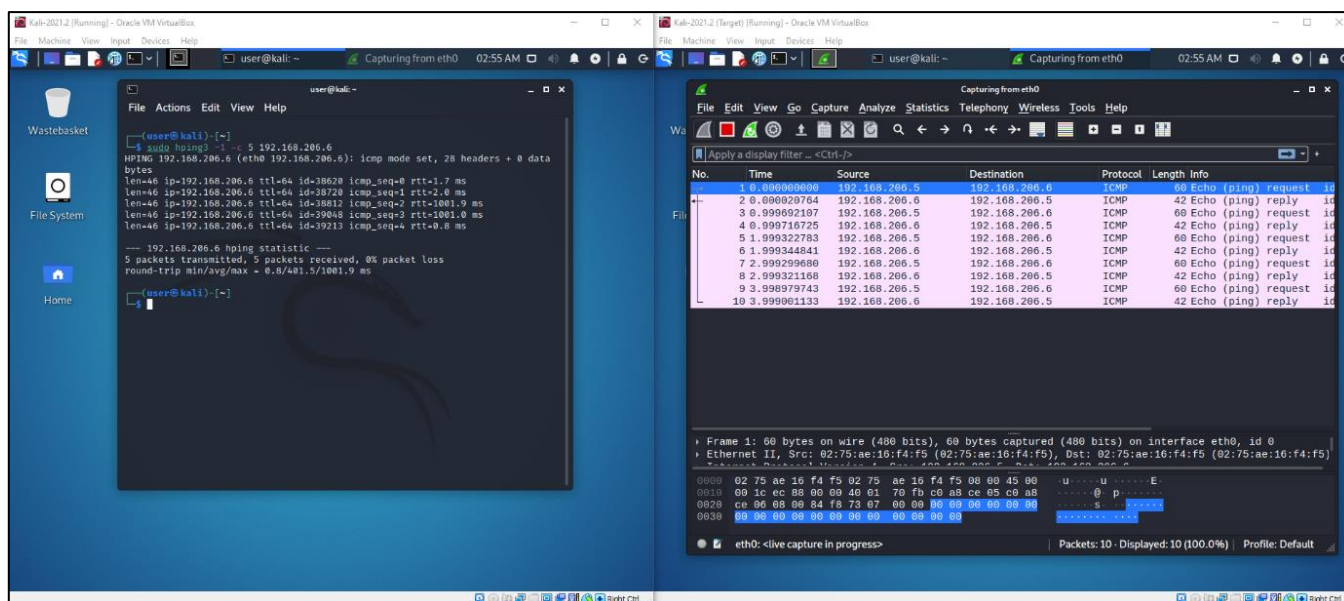 Kali-2021.2 [Running] - Oracle VM VirtualBox
File Machine View Input Devices Help
user@kali: ~ Capturing from eth0 02:55 AM
Wastebasket
File System
Home
user@kali: ~
File Actions Edit View Help
(user㉿kali)-[~]
$ sudo hping3 -1 -c 5 192.168.206.6
HPING 192.168.206.6 (eth0 192.168.206.6): icmp mode set, 28 headers + 0 data
bytes
len=46 ip=192.168.206.6 ttl=64 id=38620 icmp_seq=0 rtt=1.7 ms
len=46 ip=192.168.206.6 ttl=64 id=38720 icmp_seq=1 rtt=2.0 ms
len=46 ip=192.168.206.6 ttl=64 id=38812 icmp_seq=2 rtt=1001.9 ms
len=46 ip=192.168.206.6 ttl=64 id=39048 icmp_seq=3 rtt=1001.0 ms
len=46 ip=192.168.206.6 ttl=64 id=39213 icmp_seq=4 rtt=0.8 ms
--- 192.168.206.6 hping statistic ---
5 packets transmitted, 5 packets received, 0% packet loss
round-trip min/avg/max = 0.8/401.5/1001.9 ms
(user㉿kali)-[~]
$
Right Ctrl
Kali-2021.2 (Target) [Running] - Oracle VM VirtualBox
File Machine View Input Devices Help
user@kali: ~ Capturing from eth0 02:55 AM
Wa
File
Capturing from eth0
File Edit View Go Capture Analyze Statistics Telephony Wireless Tools Help
Apply a display filter ... <Ctrl-/>
No. Time Source Destination Protocol Length Info
1 0.000000000 192.168.206.5 192.168.206.6 ICMP 60 Echo (ping) request id
2 0.000020764 192.168.206.6 192.168.206.5 ICMP 42 Echo (ping) reply id
3 0.999692107 192.168.206.5 192.168.206.6 ICMP 60 Echo (ping) request id
4 0.999716725 192.168.206.6 192.168.206.5 ICMP 42 Echo (ping) reply id
5 1.999322783 192.168.206.5 192.168.206.6 ICMP 60 Echo (ping) request id
6 1.999344841 192.168.206.6 192.168.206.5 ICMP 42 Echo (ping) reply id
7 2.999299680 192.168.206.5 192.168.206.6 ICMP 60 Echo (ping) request id
8 2.999321168 192.168.206.6 192.168.206.5 ICMP 42 Echo (ping) reply id
9 3.998979743 192.168.206.5 192.168.206.6 ICMP 60 Echo (ping) request id
10 3.999001133 192.168.206.6 192.168.206.5 ICMP 42 Echo (ping) reply id
Frame 1: 60 bytes on wire (480 bits), 60 bytes captured (480 bits) on interface eth0, id 0
Ethernet II, Src: 02:75:ae:16:f4:f5 (02:75:ae:16:f4:f5), Dst: 02:75:ae:16:f4:f5 (02:75:ae:16:f4:f5)
0000 02 75 ae 16 f4 f5 02 75 ae 16 f4 f5 08 00 45 00 ·u·····u ······E·
0010 00 1c ec 88 00 00 40 01 70 fb c0 a8 ce 05 c0 a8 ······@· p·······
0020 ce 06 08 00 84 f8 73 07 00 00 00 00 00 00 00 00 ······s· ········
0030 00 00 00 00 00 00 00 00 00 00 00 00 ········ ····
eth0: <live capture in progress> Packets: 10 · Displayed: 10 (100.0%) Profile: Default
Right Ctrl